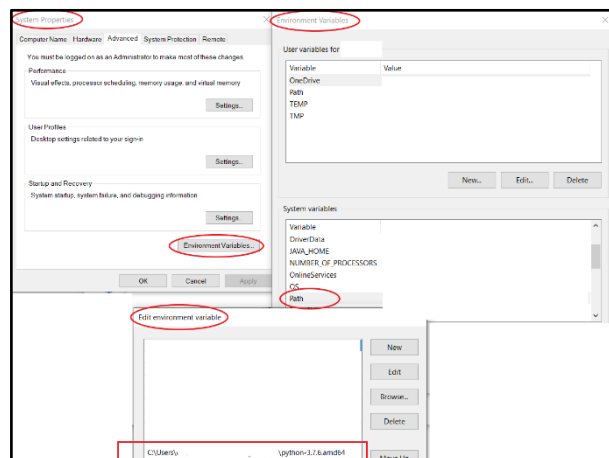 System Properties
Computer Name Hardware Advanced System Protection Remote
You must be logged on as an Administrator to make most of these changes.
Performance
Visual effects, processor scheduling, memory usage, and virtual memory
Settings...
User Profiles
Desktop settings related to your sign-in
Settings...
Startup and Recovery
System startup, system failure, and debugging information
Settings...
Environment Variables...
OK Cancel Apply
Environment Variables
User variables for
Variable Value
OneDrive
Path
TEMP
TMP
New... Edit... Delete
System variables
Variable
DriverData
JAVA_HOME
NUMBER_OF_PROCESSORS
OnlineServices
OS
Path
Edit environment variable
New
Edit
Browse...
Delete
Move Up
C:\Users\ \python-3.7.6.amd64